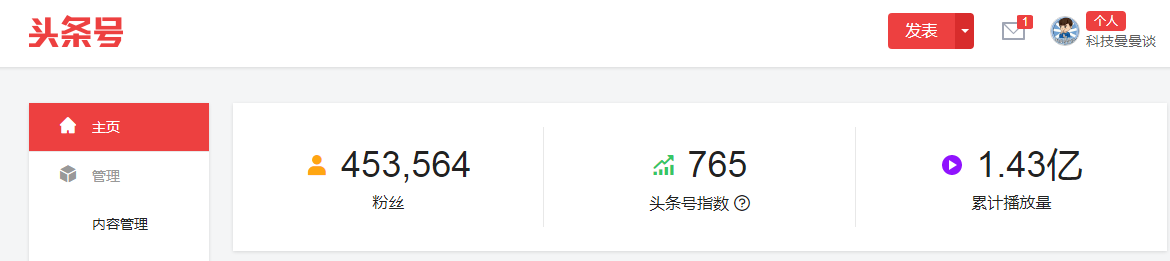 头条号
发表
1
个人
科技曼曼谈
主页
管理
内容管理
453,564
粉丝
765
头条号指数 ?
1.43亿
累计播放量